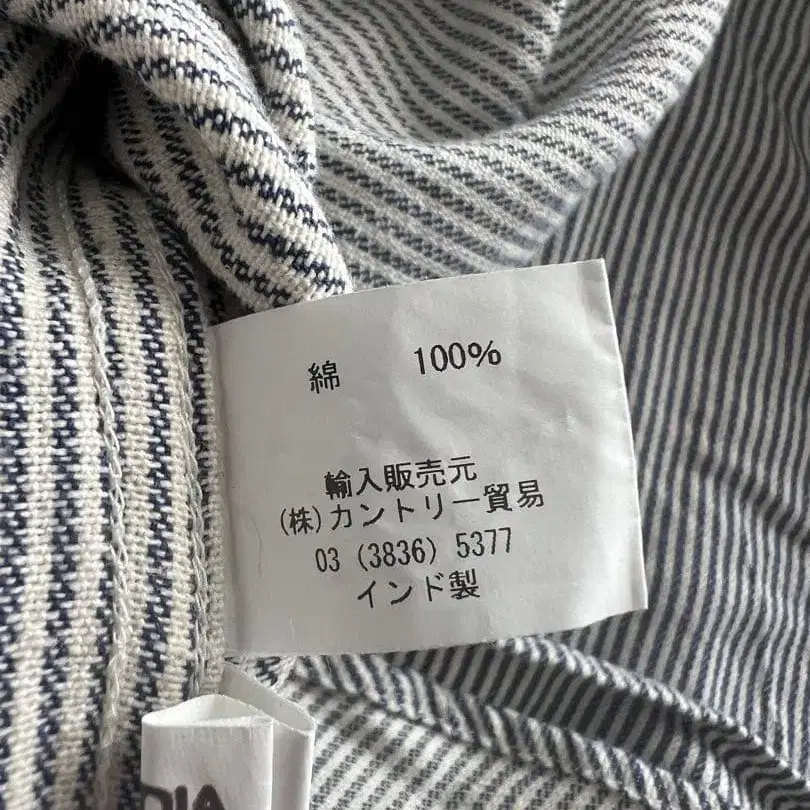 綿 100%
輸入販売元
(株)カントリー貿易
03 (3836) 5377
インド製